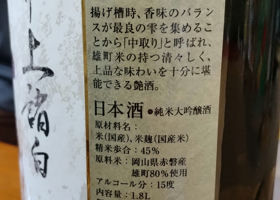 揚げ槽時、香味のバラン
スが最良の雫を集めるこ
とから「中取り」と呼ばれ、
雄町米の持つ清々しく、
上品な味わいを十分に堪
能できる艶酒。
日本酒 ●純米大吟醸酒
原材料名：
米(国産)、米麹(国産米)
精米歩合：45％
原料米：岡山県赤磐産
雄町80％使用
アルコール分：15度
内容量：1.8L
上諸白